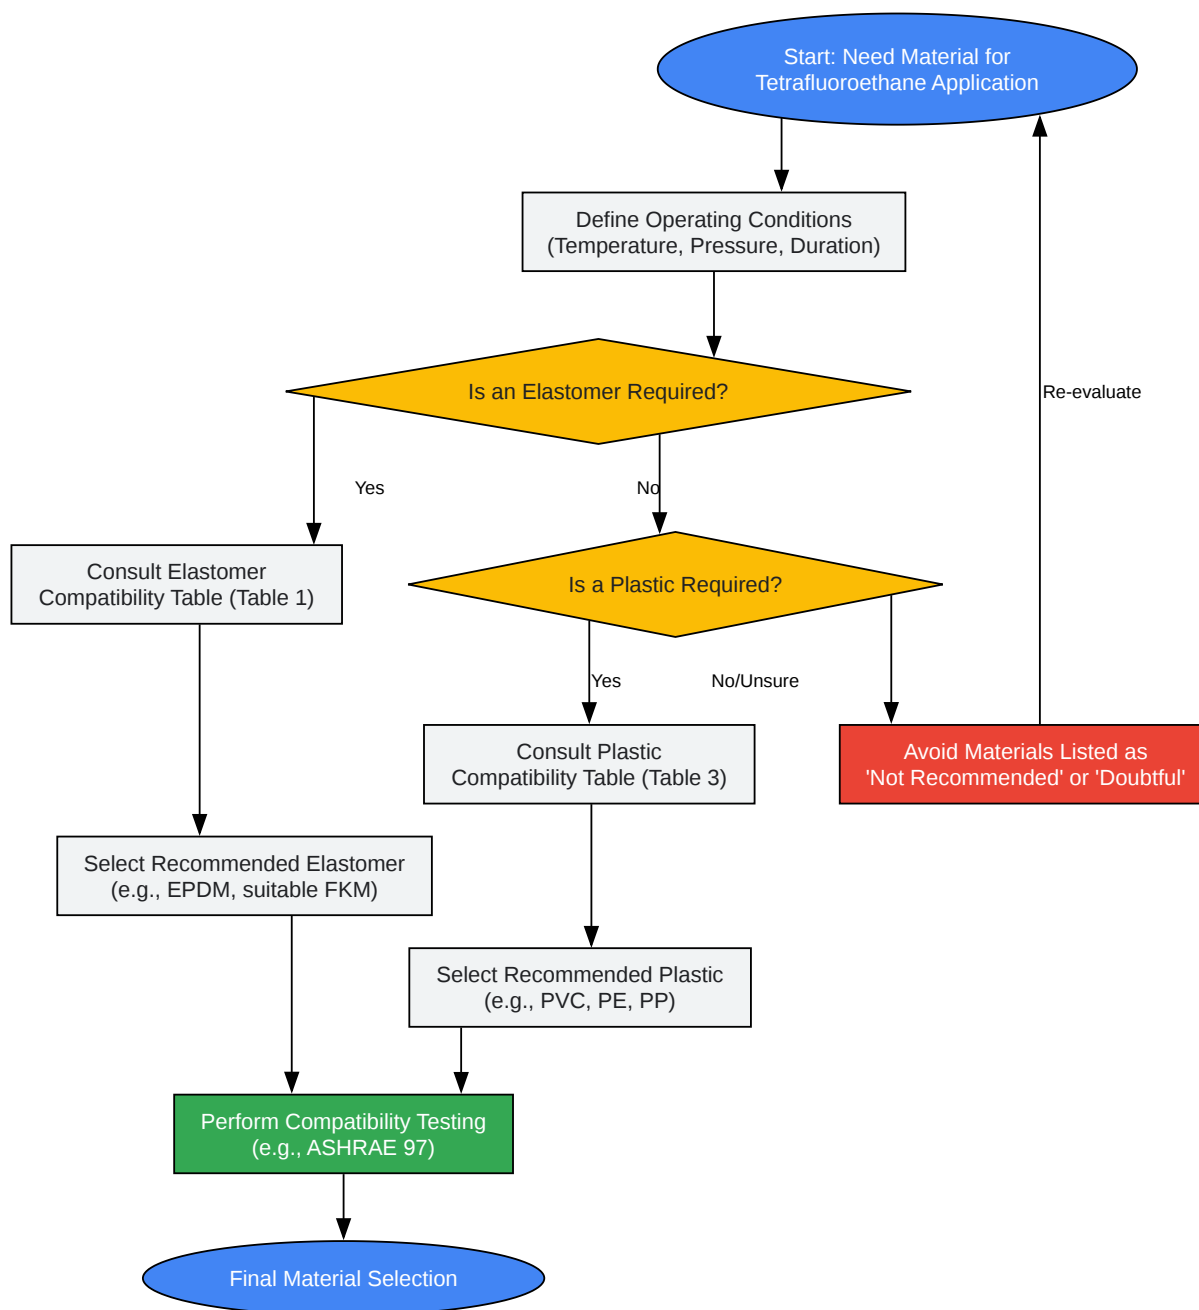 Start: Need Material for
Tetrafluoroethane Application
Define Operating Conditions
(Temperature, Pressure, Duration)
Is an Elastomer Required?
Re-evaluate
Yes
No
Consult Elastomer
Compatibility Table (Table 1)
Is a Plastic Required?
Yes
No/Unsure
Consult Plastic
Compatibility Table (Table 3)
Avoid Materials Listed as
'Not Recommended' or 'Doubtful'
Select Recommended Elastomer
(e.g., EPDM, suitable FKM)
Select Recommended Plastic
(e.g., PVC, PE, PP)
Perform Compatibility Testing
(e.g., ASHRAE 97)
Final Material Selection